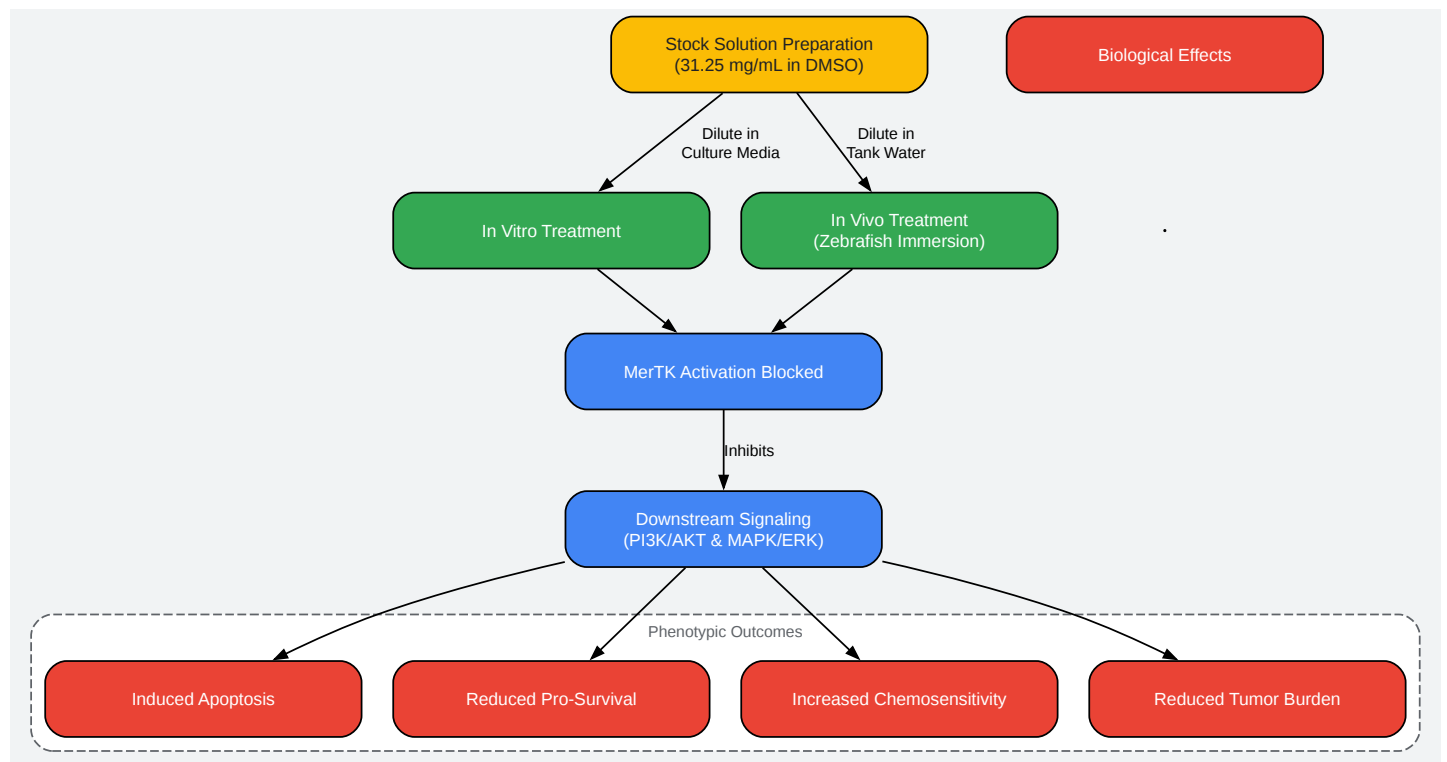 Stock Solution Preparation
(31.25 mg/mL in DMSO)
Biological Effects
Dilute in
Culture Media
Dilute in
Tank Water
In Vitro Treatment
In Vivo Treatment
(Zebrafish Immersion)
MerTK Activation Blocked
Inhibits
Downstream Signaling
(PI3K/AKT & MAPK/ERK)
Phenotypic Outcomes
Induced Apoptosis
Reduced Pro-Survival
Increased Chemosensitivity
Reduced Tumor Burden